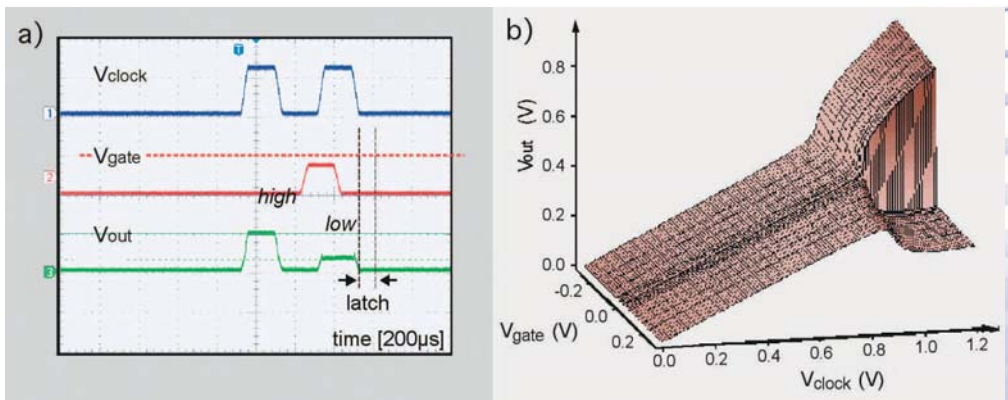 a)
T
Vclock
1
Vgate
2
high
low
Vout
3
latch
time [200µs]
b)
Vout (V)
0.8
0.6
0.4
0.2
0.0
-0.2
0.0
0.2
Vgate (V)
0.0 0.2 0.4 0.6 0.8 1.0 1.2
Vclock (V)